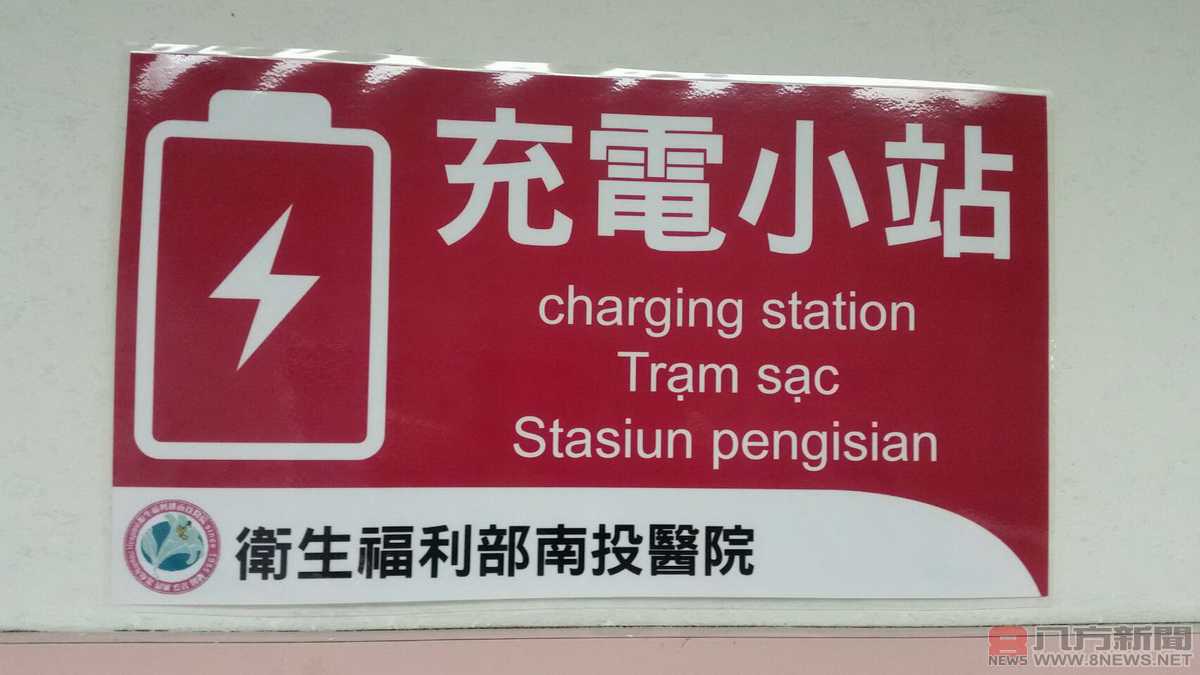 充電小站
charging station
Trạm sạc
Stasiun pengisian
衛生福利部南投醫院
八方新聞
NEWS WWW.8NEWS.NET